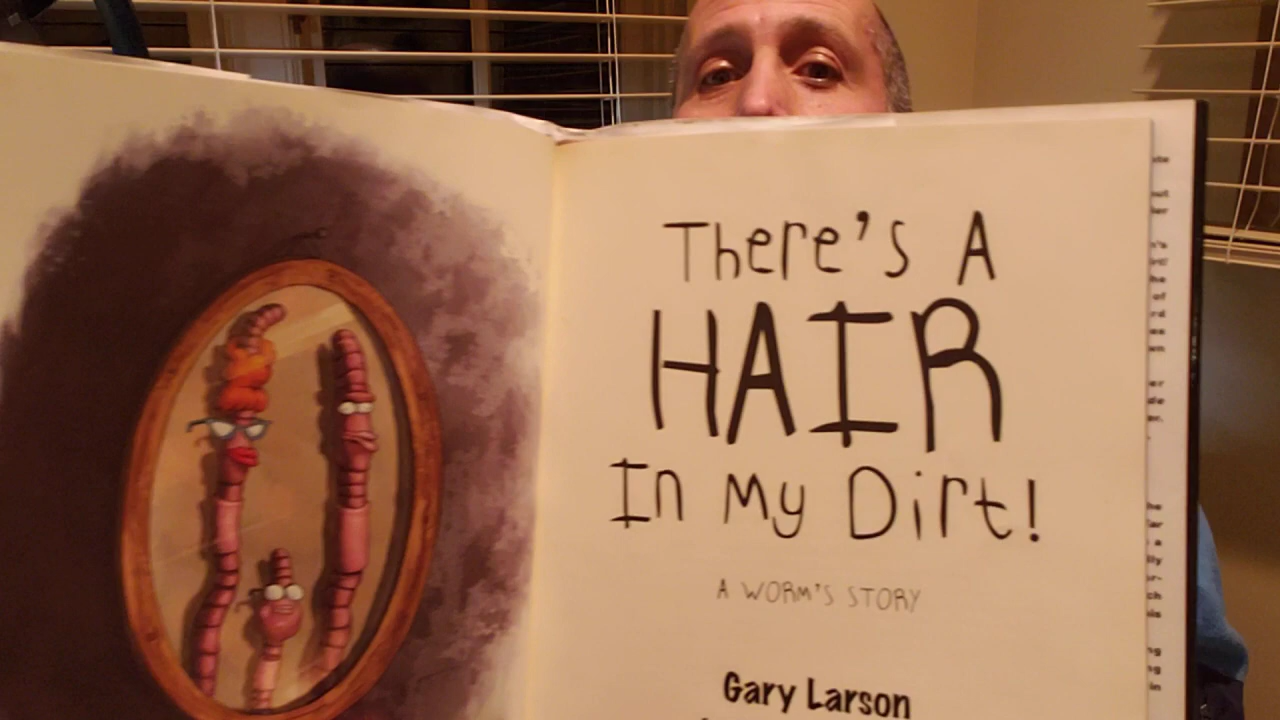 There's A
HAIR
In My Dirt!
A WORM'S STORY
Gary Larson